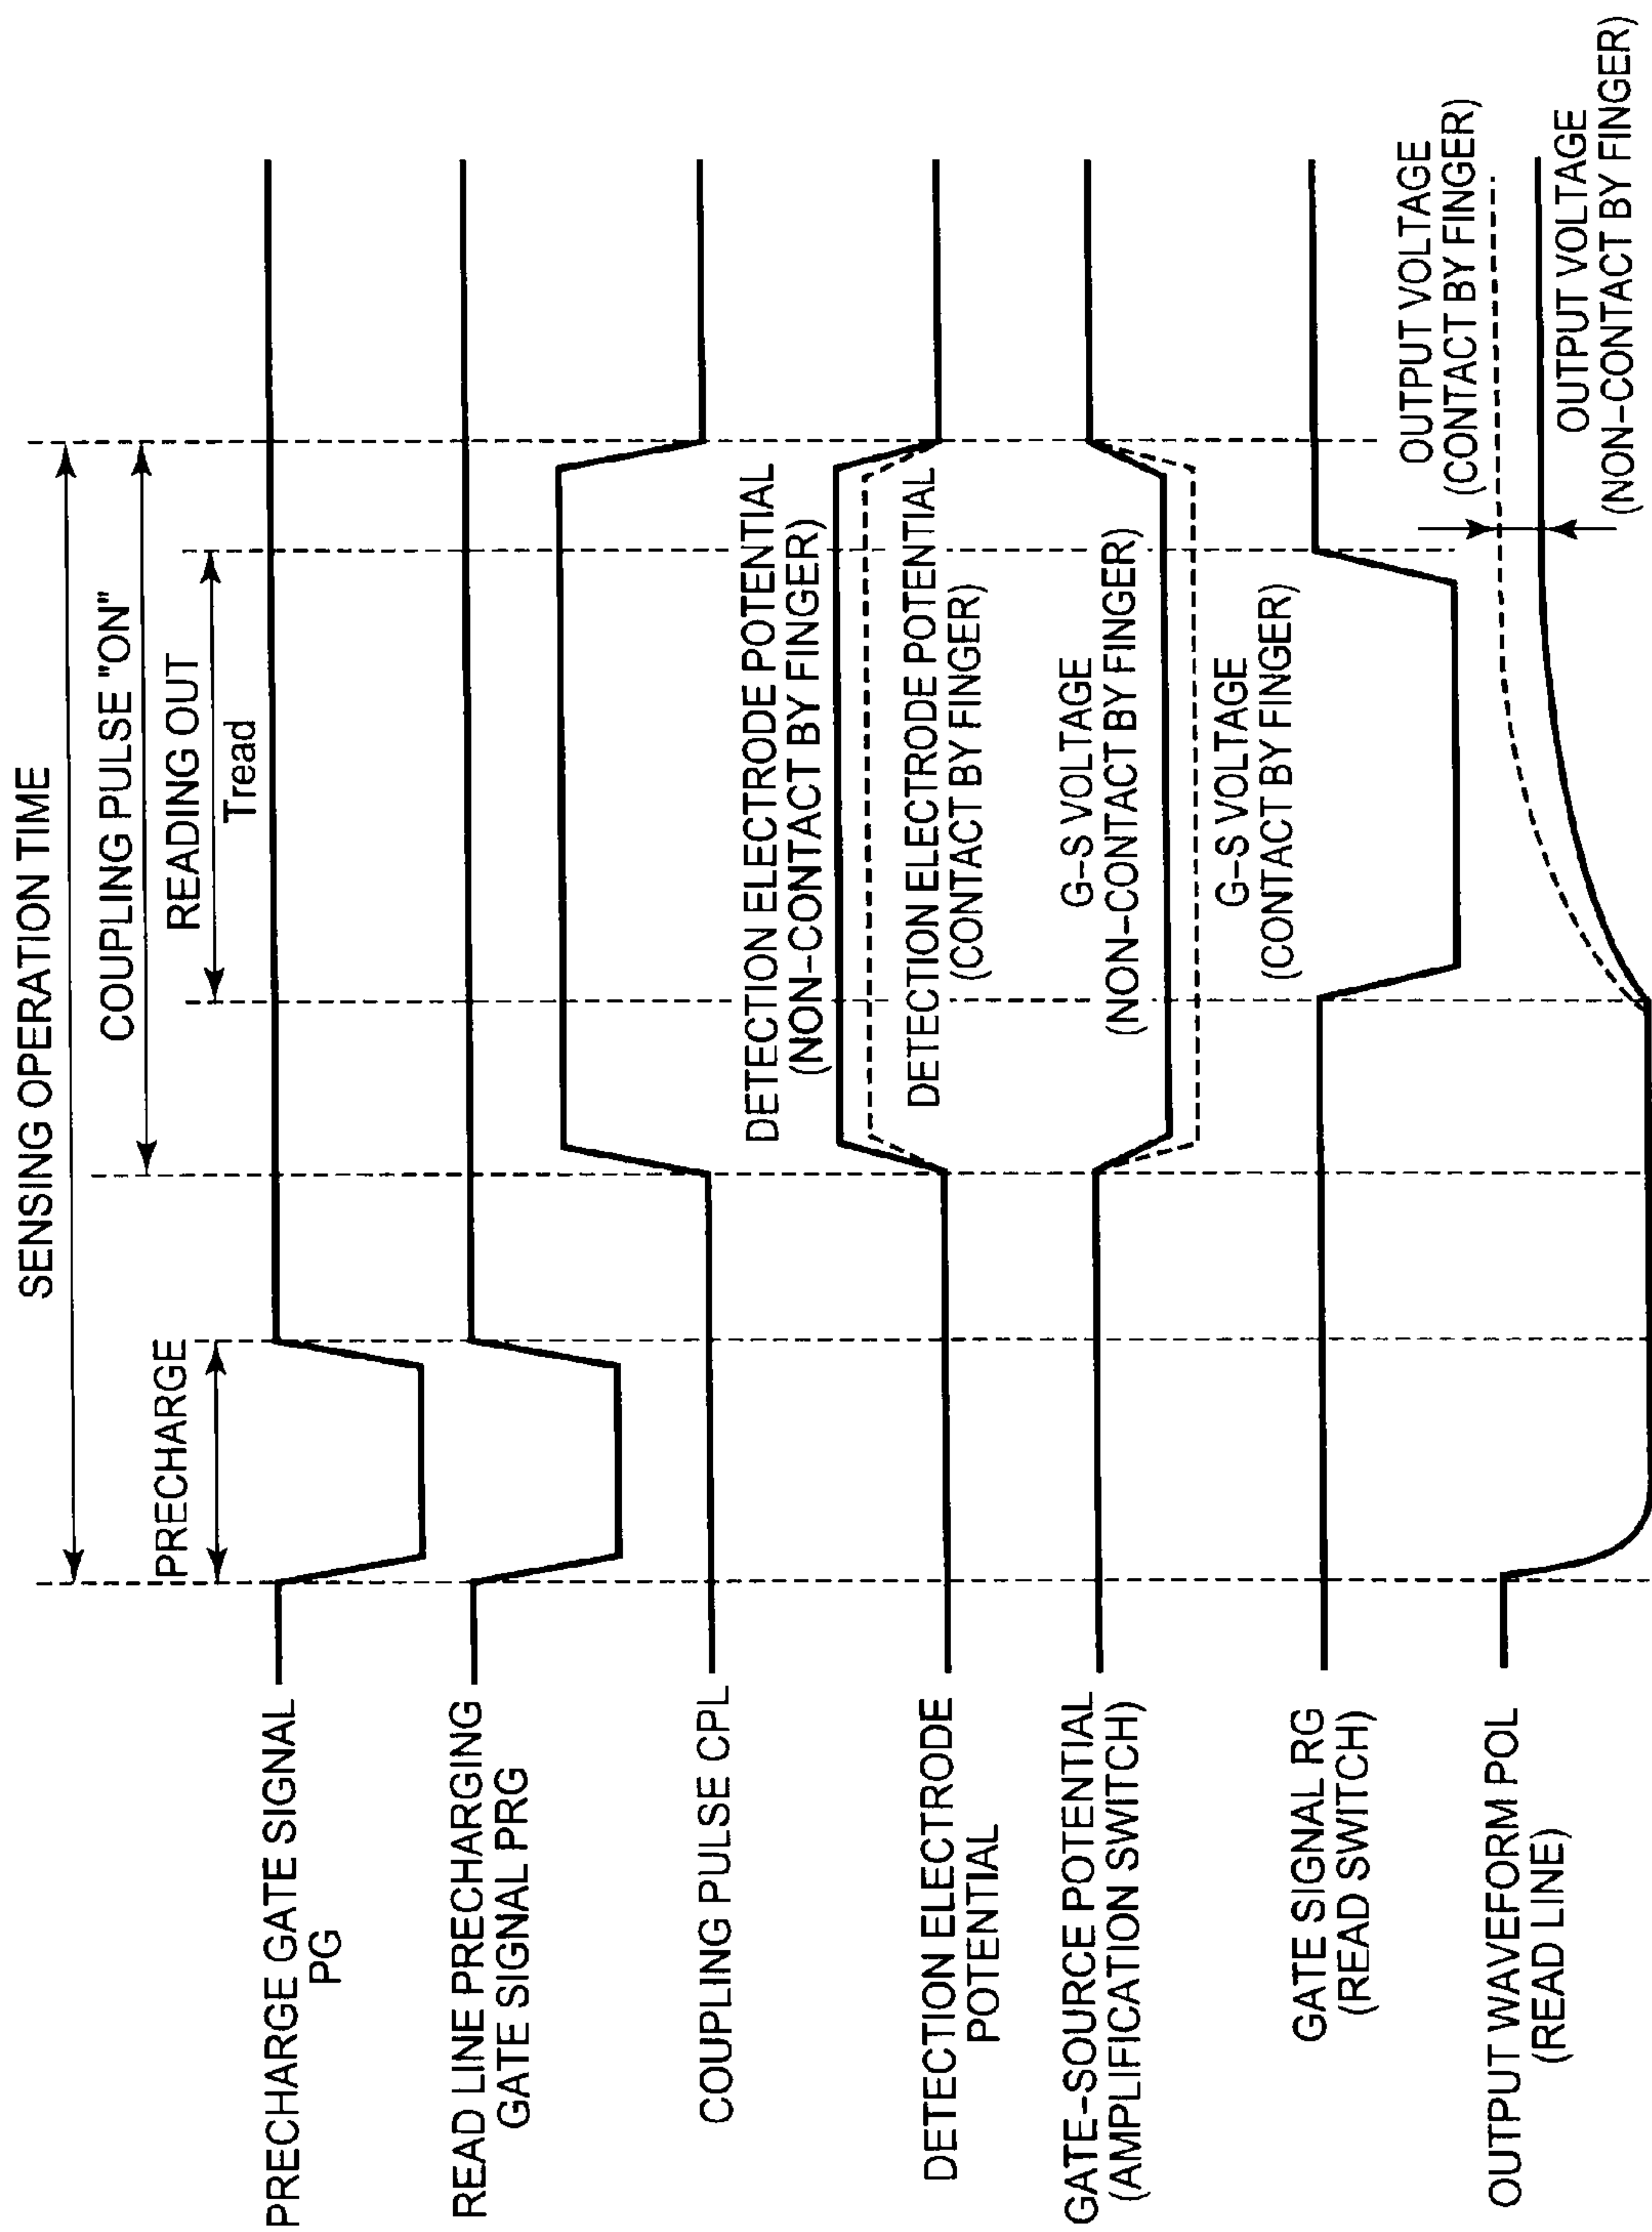 SENSING OPERATION TIME
COUPLING PULSE "ON"
PRECHARGE
READING OUT
Tread
PRECHARGE GATE SIGNAL
PG
READ LINE PRECHARGING
GATE SIGNAL PRG
COUPLING PULSE CPL
DETECTION ELECTRODE POTENTIAL
(NON-CONTACT BY FINGER)
DETECTION ELECTRODE
POTENTIAL
DETECTION ELECTRODE POTENTIAL
(CONTACT BY FINGER)
GATE-SOURCE POTENTIAL
(AMPLIFICATION SWITCH)
G-S VOLTAGE
(NON-CONTACT BY FINGER)
G-S VOLTAGE
(CONTACT BY FINGER)
GATE SIGNAL RG
(READ SWITCH)
OUTPUT VOLTAGE
(CONTACT BY FINGER)
OUTPUT WAVEFORM POL
(READ LINE)
OUTPUT VOLTAGE
(NON-CONTACT BY FINGER)